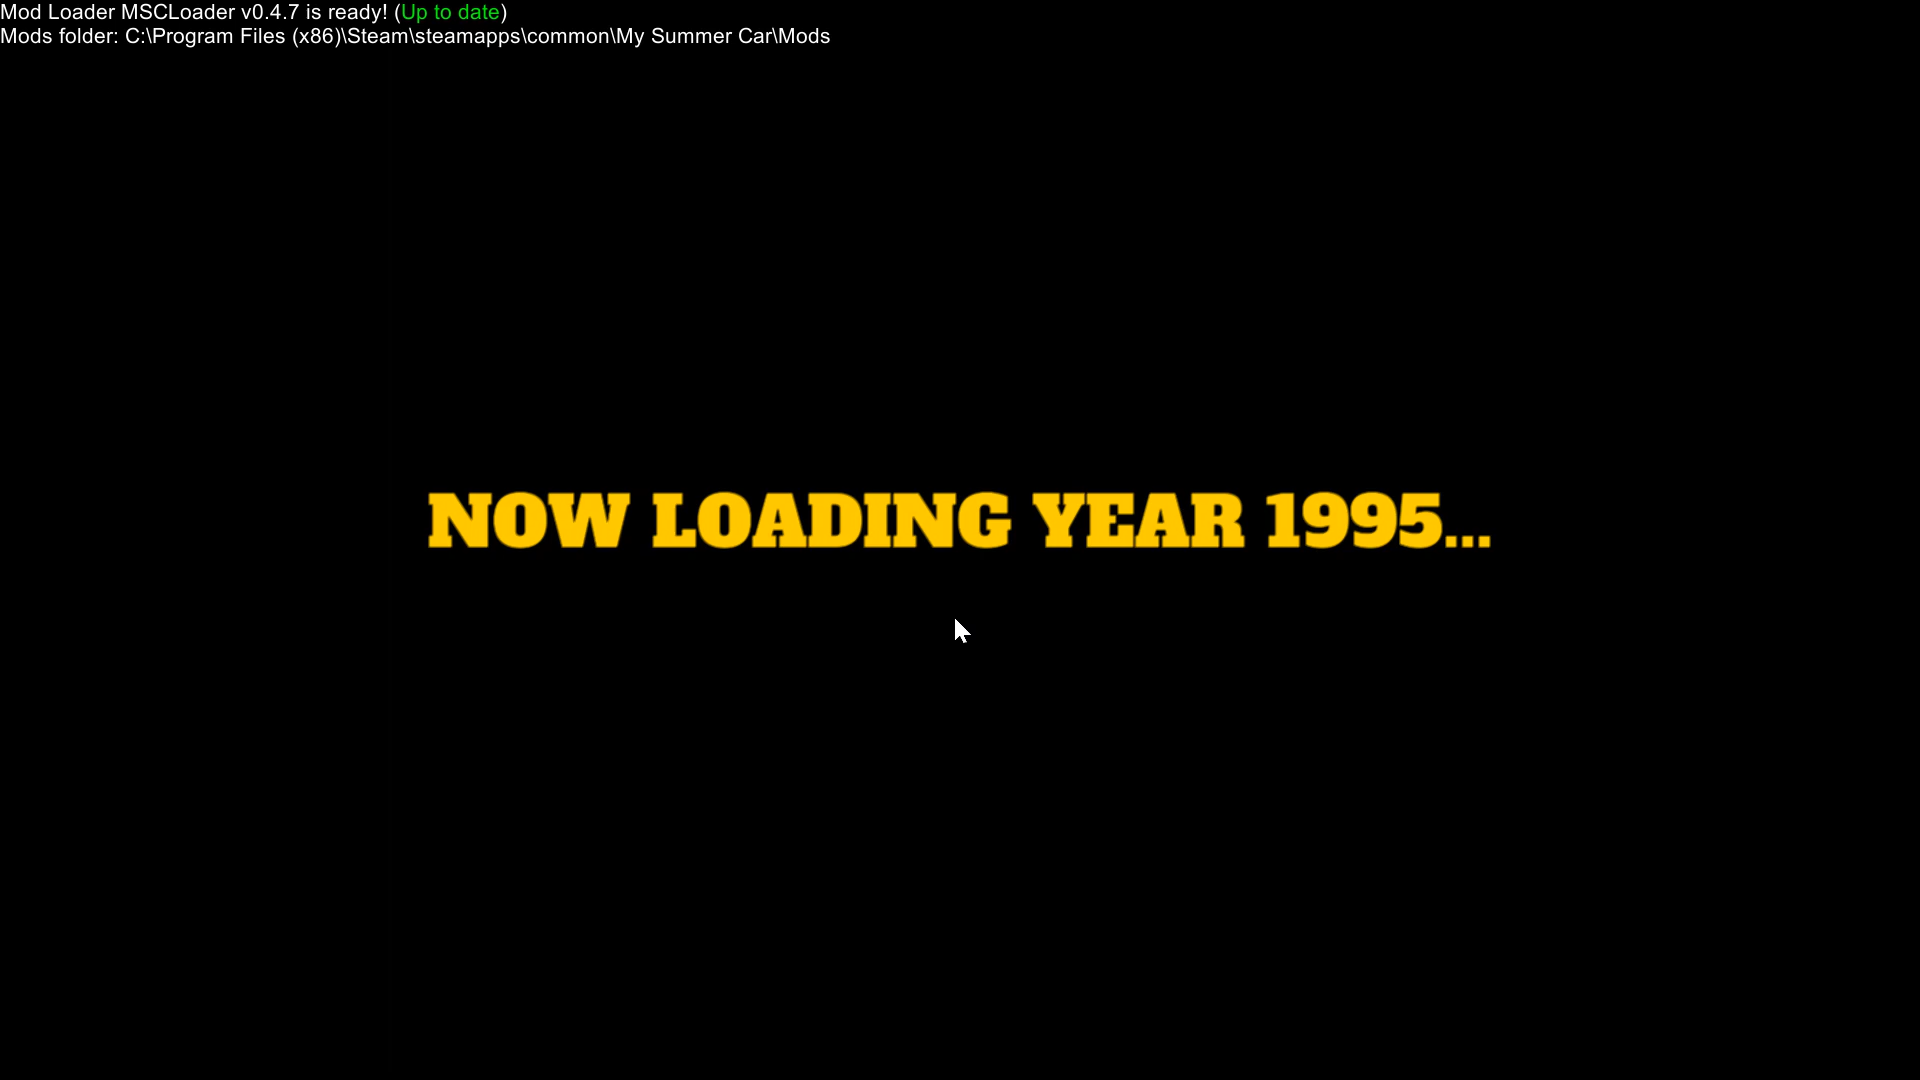 Mod Loader MSCLoader v0.4.7 is ready! (Up to date)
Mods folder: C:\Program Files (x86)\Steam\steamapps\common\My Summer Car\Mods
NOW LOADING YEAR 1995...